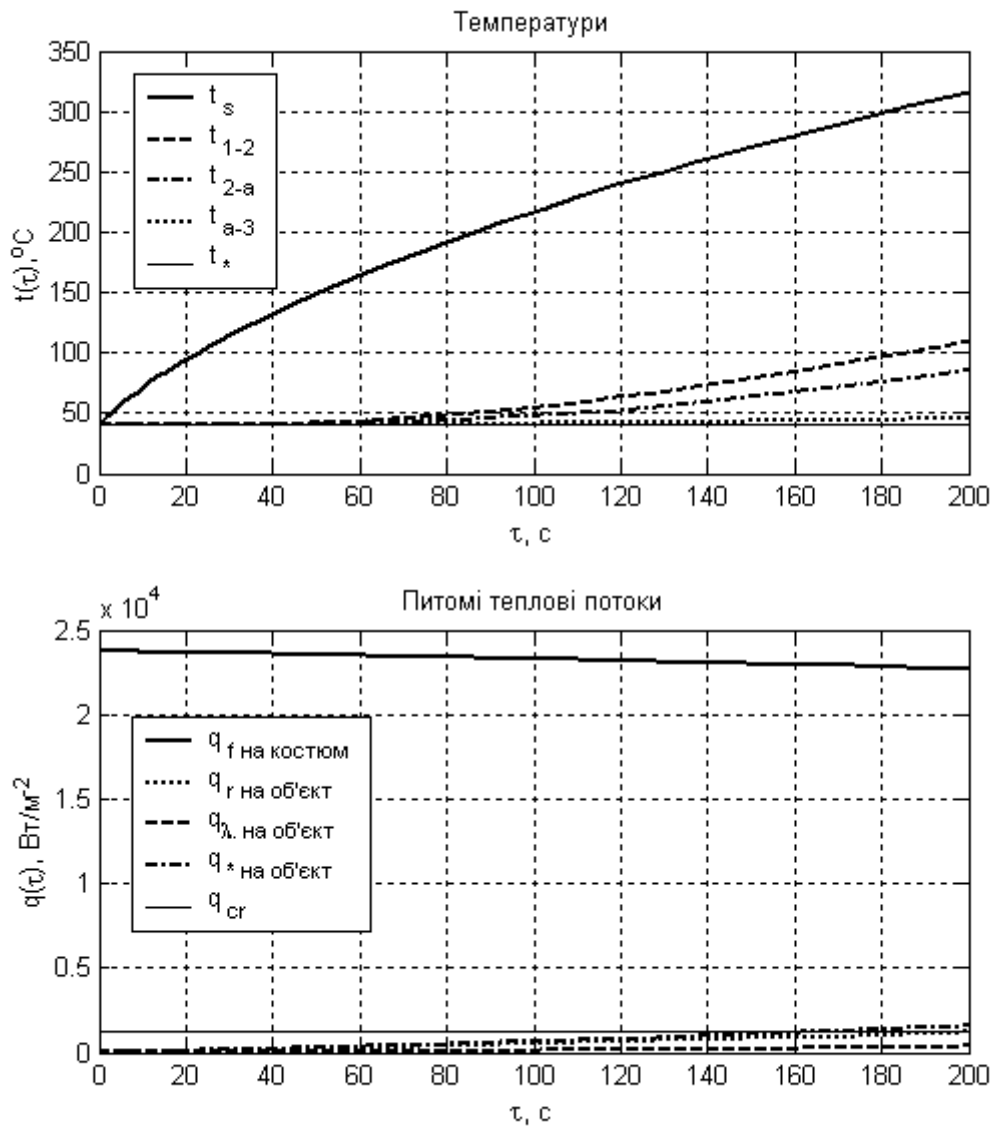 Температури
350
300
250
200
150
100
50
0
t(τ),°C
t s
t 1-2
t 2-a
t a-3
t *
0 20 40 60 80 100 120 140 160 180 200
τ, с
x 10^4
Питомі теплові потоки
2.5
2
1.5
1
0.5
0
q(τ), Вт/м^-2
q f на костюм
q r на об'єкт
q λ. на об'єкт
q * на об'єкт
q cr
0 20 40 60 80 100 120 140 160 180 200
τ, с